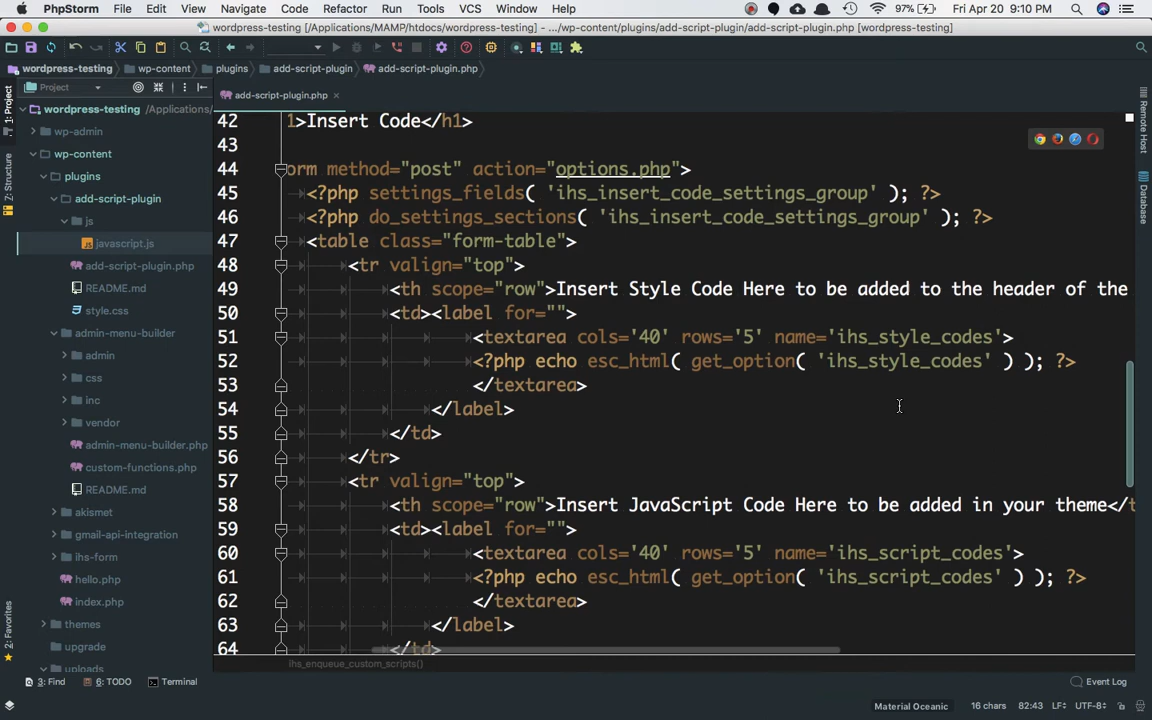 PhpStorm File Edit View Navigate Code Refactor Run Tools VCS Window Help 97% Fri Apr 20 9:10 PM
wordpress-testing [/Applications/MAMP/htdocs/wordpress-testing] - .../wp-content/plugins/add-script-plugin/add-script-plugin.php [wordpress-testing]
wordpress-testing wp-content plugins add-script-plugin add-script-plugin.php
Project
add-script-plugin.php
1: Project
Z: Structure
2: Favorites
Remote Host
Database
wordpress-testing /Applications/
wp-admin
wp-content
plugins
add-script-plugin
js
javascript.js
add-script-plugin.php
README.md
style.css
admin-menu-builder
admin
css
inc
vendor
admin-menu-builder.php
custom-functions.php
README.md
akismet
gmail-api-integration
ihs-form
hello.php
index.php
themes
upgrade
uploads
42 1>Insert Code</h1>
43
44 orm method="post" action="options.php">
45 <?php settings_fields( 'ihs_insert_code_settings_group' ); ?>
46 <?php do_settings_sections( 'ihs_insert_code_settings_group' ); ?>
47 <table class="form-table">
48 <tr valign="top">
49 <th scope="row">Insert Style Code Here to be added to the header of the
50 <td><label for="">
51 <textarea cols='40' rows='5' name='ihs_style_codes'>
52 <?php echo esc_html( get_option( 'ihs_style_codes' ) ); ?>
53 </textarea>
54 </label>
55 </td>
56 </tr>
57 <tr valign="top">
58 <th scope="row">Insert JavaScript Code Here to be added in your theme</t
59 <td><label for="">
60 <textarea cols='40' rows='5' name='ihs_script_codes'>
61 <?php echo esc_html( get_option( 'ihs_script_codes' ) ); ?>
62 </textarea>
63 </label>
64 </td>
ihs_enqueue_custom_scripts()
3: Find 6: TODO Terminal Event Log
Material Oceanic 16 chars 82:43 LF÷ UTF-8÷